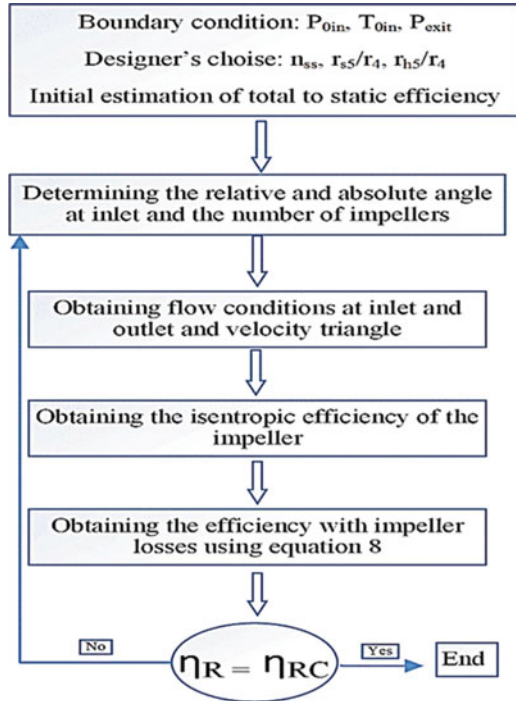 Boundary condition: P0in, T0in, Pexit
Designer's choise: nss, rs5/r4, rh5/r4
Initial estimation of total to static efficiency
Determining the relative and absolute angle
at inlet and the number of impellers
Obtaining flow conditions at inlet and
outlet and velocity triangle
Obtaining the isentropic efficiency of the
impeller
Obtaining the efficiency with impeller
losses using equation 8
No
ηR = ηRC
Yes
End